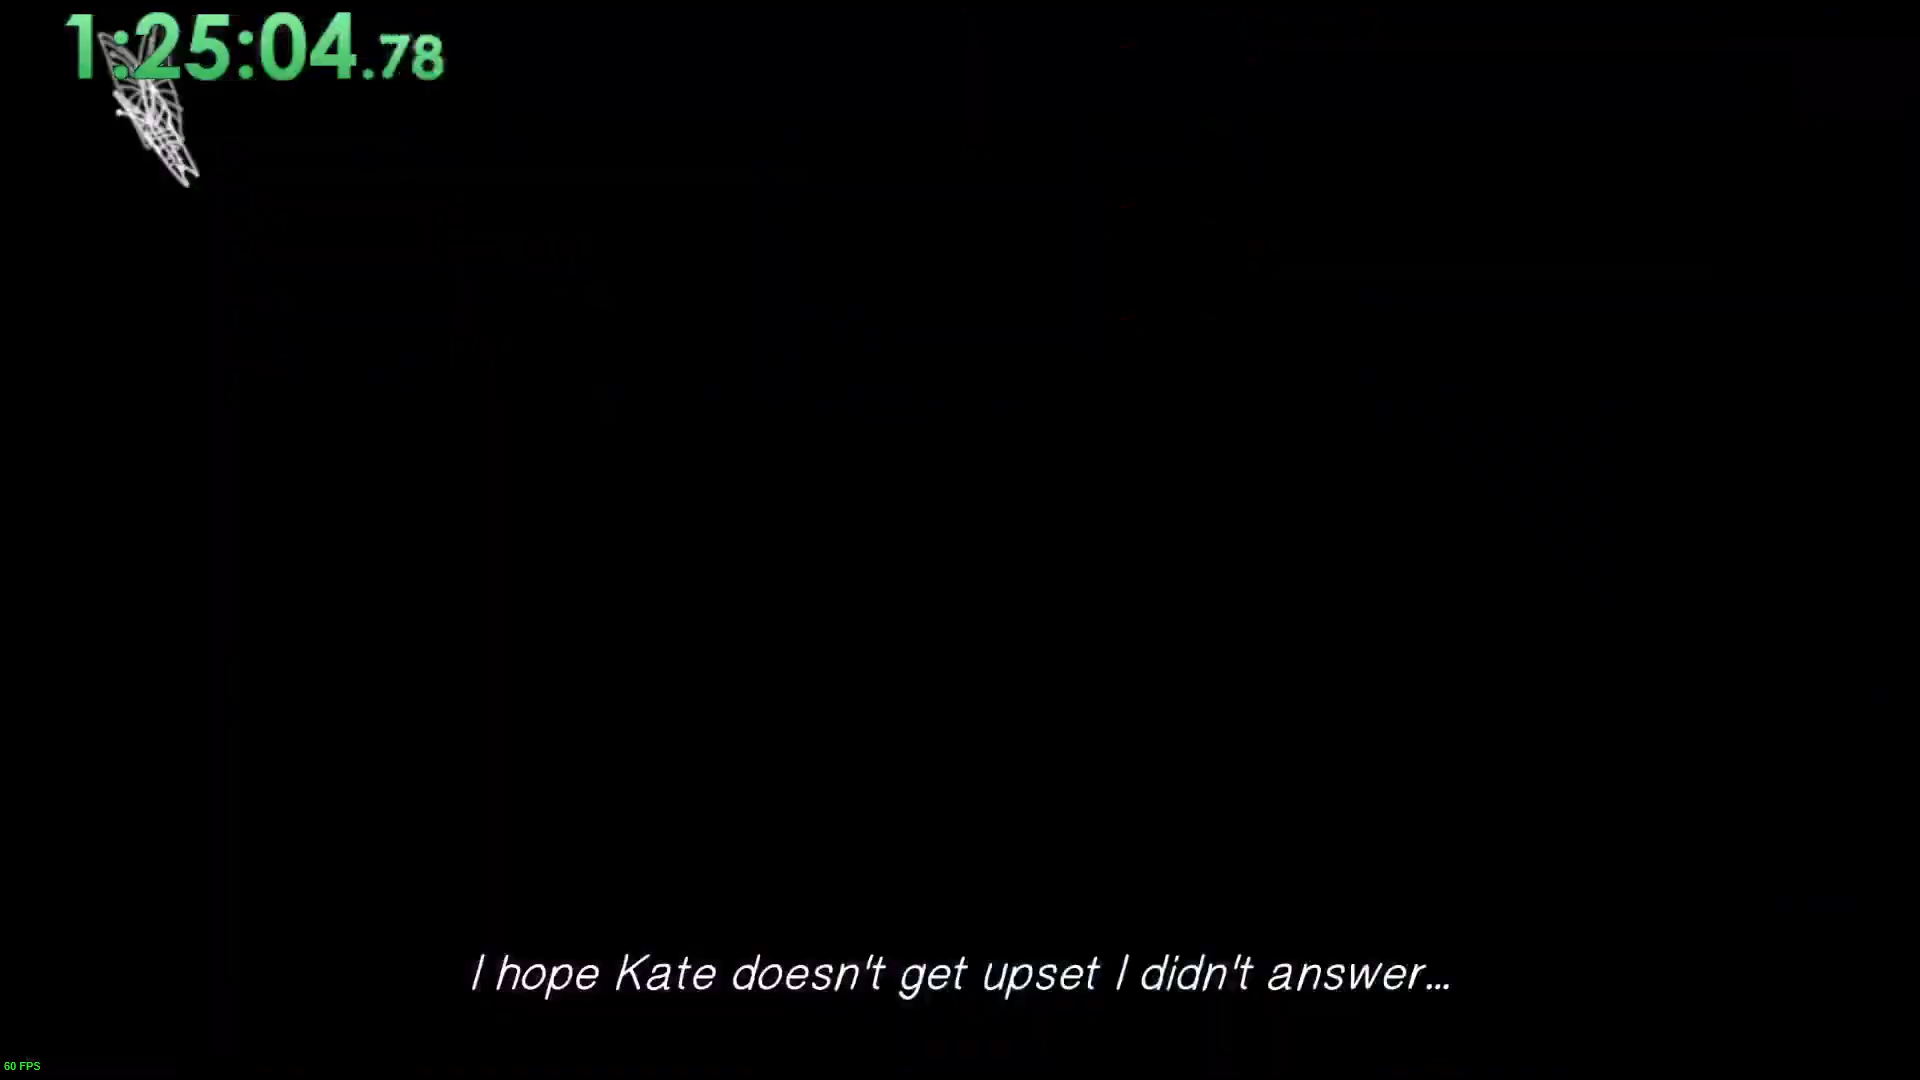 1:25:04.78
I hope Kate doesn't get upset I didn't answer...
60 FPS